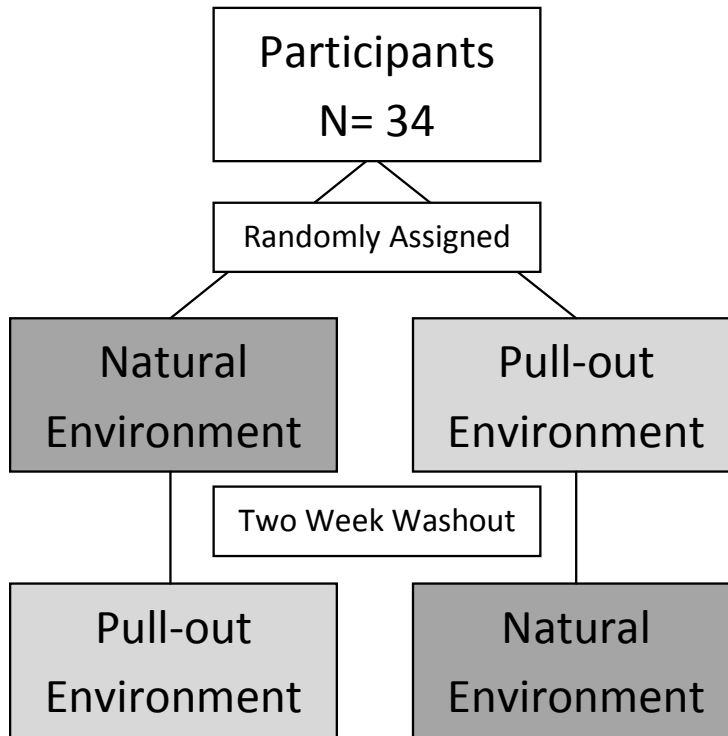 Participants
N= 34
Randomly Assigned
Natural
Environment
Pull-out
Environment
Two Week Washout
Pull-out
Environment
Natural
Environment